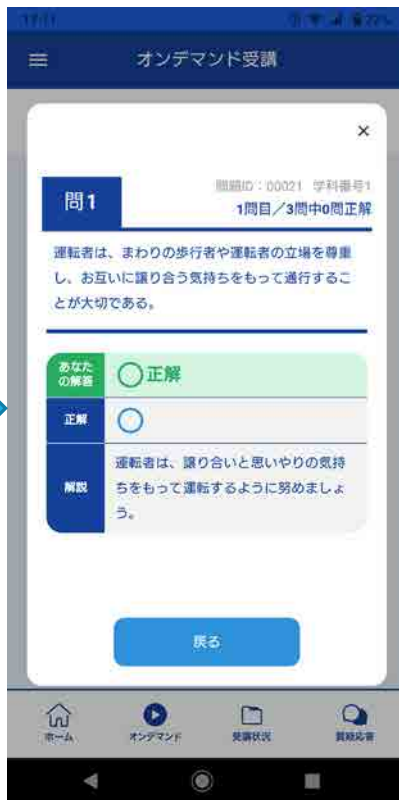 17:11
72%
オンデマンド受講
×
問題ID：00021 学科番号1
問1
1問目／3問中0問正解
運転者は、まわりの歩行者や運転者の立場を尊重
し、お互いに譲り合う気持ちをもって通行するこ
とが大切である。
あなた
の解答
○正解
正解
○
解説
運転者は、譲り合いと思いやりの気持
ちをもって運転するように努めましょ
う。
戻る
ホーム
オンデマンド
受講状況
質疑応答